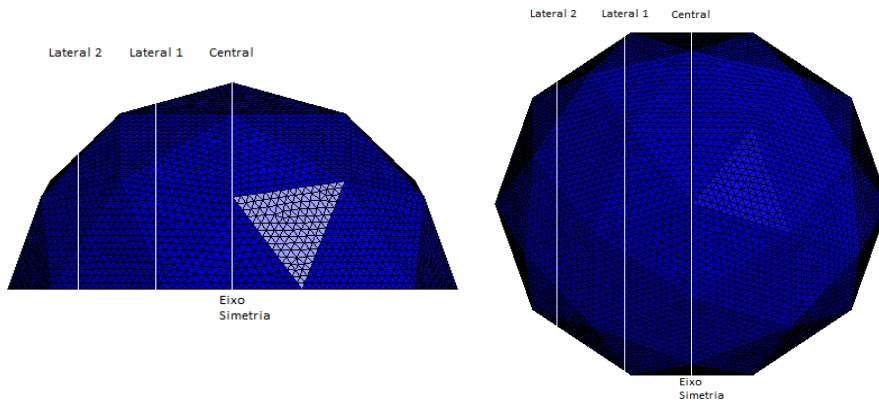 Lateral 2 Lateral 1 Central
Eixo
Simetria
Lateral 2 Lateral 1 Central
Eixo
Simetria